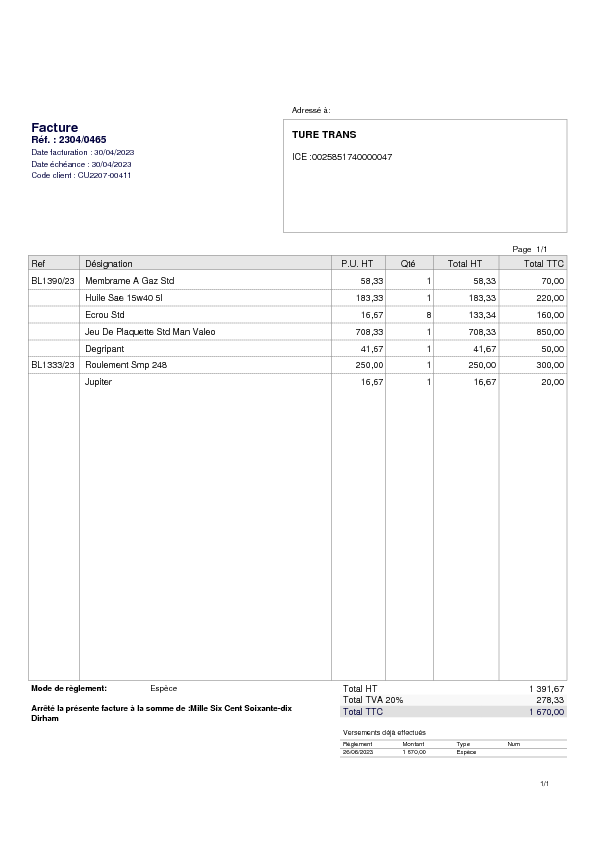 Adressé à:
Facture
Réf. : 2304/0465
Date facturation : 30/04/2023
Date échéance : 30/04/2023
Code client : CU2207-00411
TURE TRANS
ICE :0025851740000047
Page 1/1
Ref Désignation P.U. HT Qté Total HT Total TTC
BL1390/23 Membrame A Gaz Std 58,33 1 58,33 70,00
Huile Sae 15w40 5l 183,33 1 183,33 220,00
Ecrou Std 16,67 8 133,34 160,00
Jeu De Plaquette Std Man Valeo 708,33 1 708,33 850,00
Degripant 41,67 1 41,67 50,00
BL1333/23 Roulement Smp 248 250,00 1 250,00 300,00
Jupiter 16,67 1 16,67 20,00
Mode de règlement: Espèce
Total HT 1 391,67
Total TVA 20% 278,33
Total TTC 1 670,00
Arrêté la présente facture à la somme de :Mille Six Cent Soixante-dix
Dirham
Versements déjà effectués
Règlement Montant Type Num
26/06/2023 1 670,00 Espèce
1/1